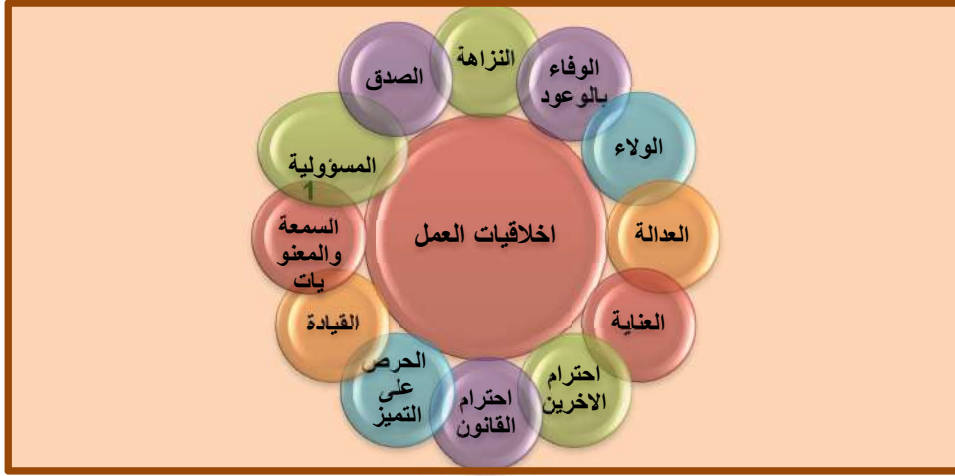 النزاهة
الوفاء
بالوعود
الولاء
العدالة
العناية
احترام
الاخرين
احترام
القانون
الحرص
على
التميز
القيادة
1
السمعة
والمعنو
يات
المسؤولية
الصدق
اخلاقيات العمل